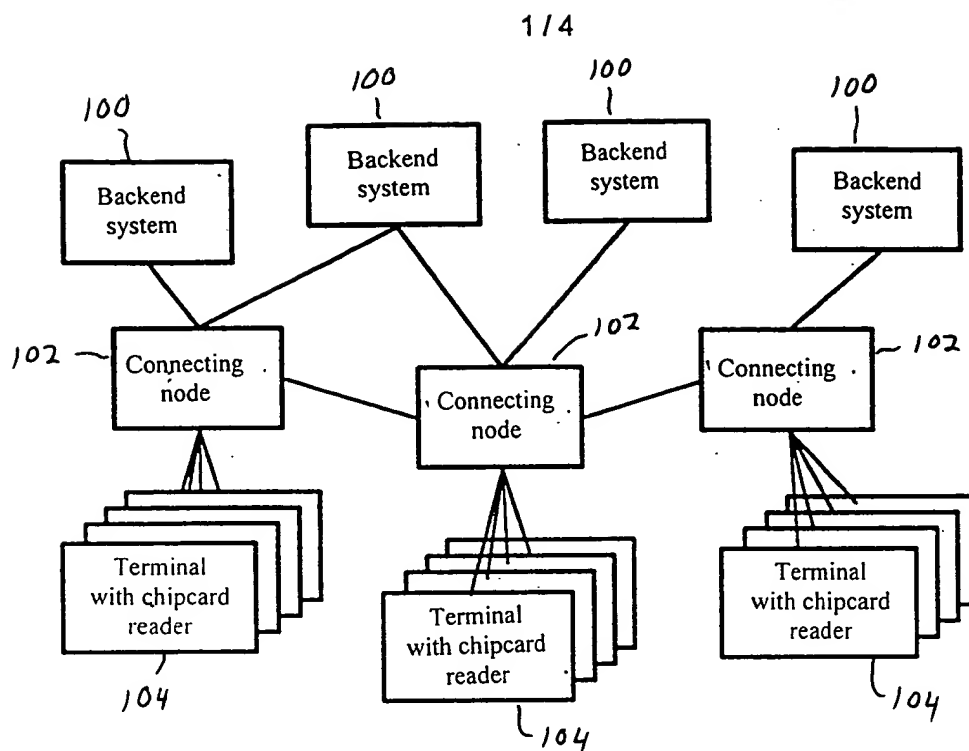 1/4
100
100
100
100
Backend
system
Backend
system
Backend
system
Backend
system
102
Connecting
node
102
Connecting
node
102
Connecting
node
Terminal
with chipcard
reader
104
Terminal
with chipcard
reader
104
Terminal
with chipcard
reader
104